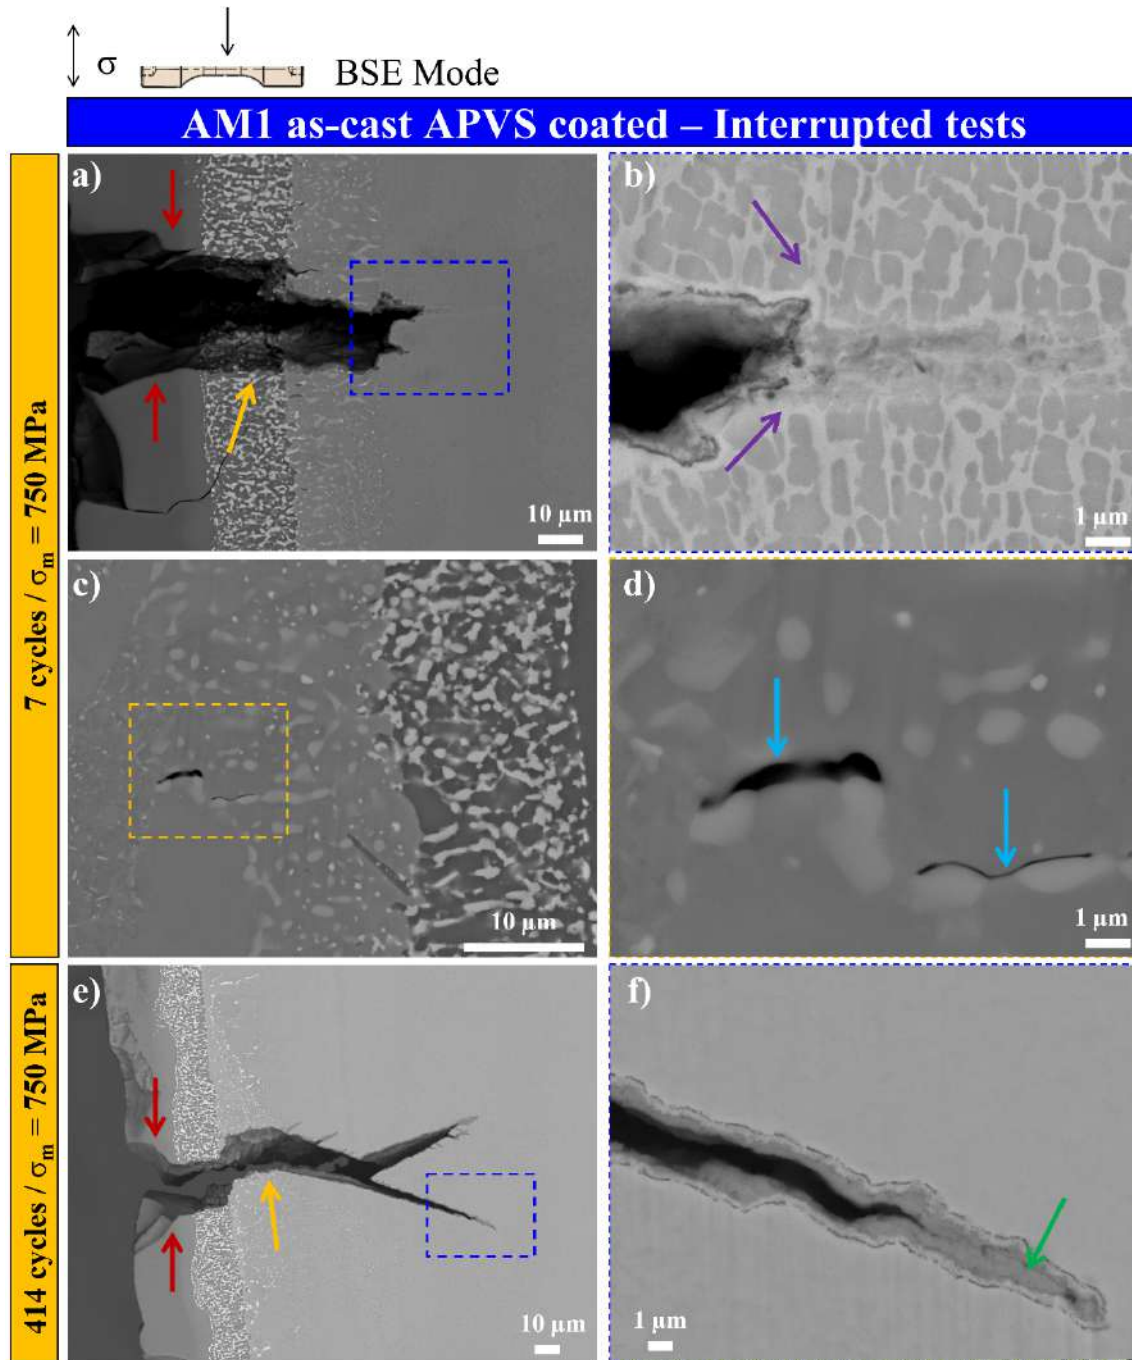 σ
BSE Mode
AM1 as-cast APVS coated – Interrupted tests
7 cycles / σm = 750 MPa
a)
10 µm
b)
1 µm
c)
10 µm
d)
1 µm
414 cycles / σm = 750 MPa
e)
10 µm
f)
1 µm